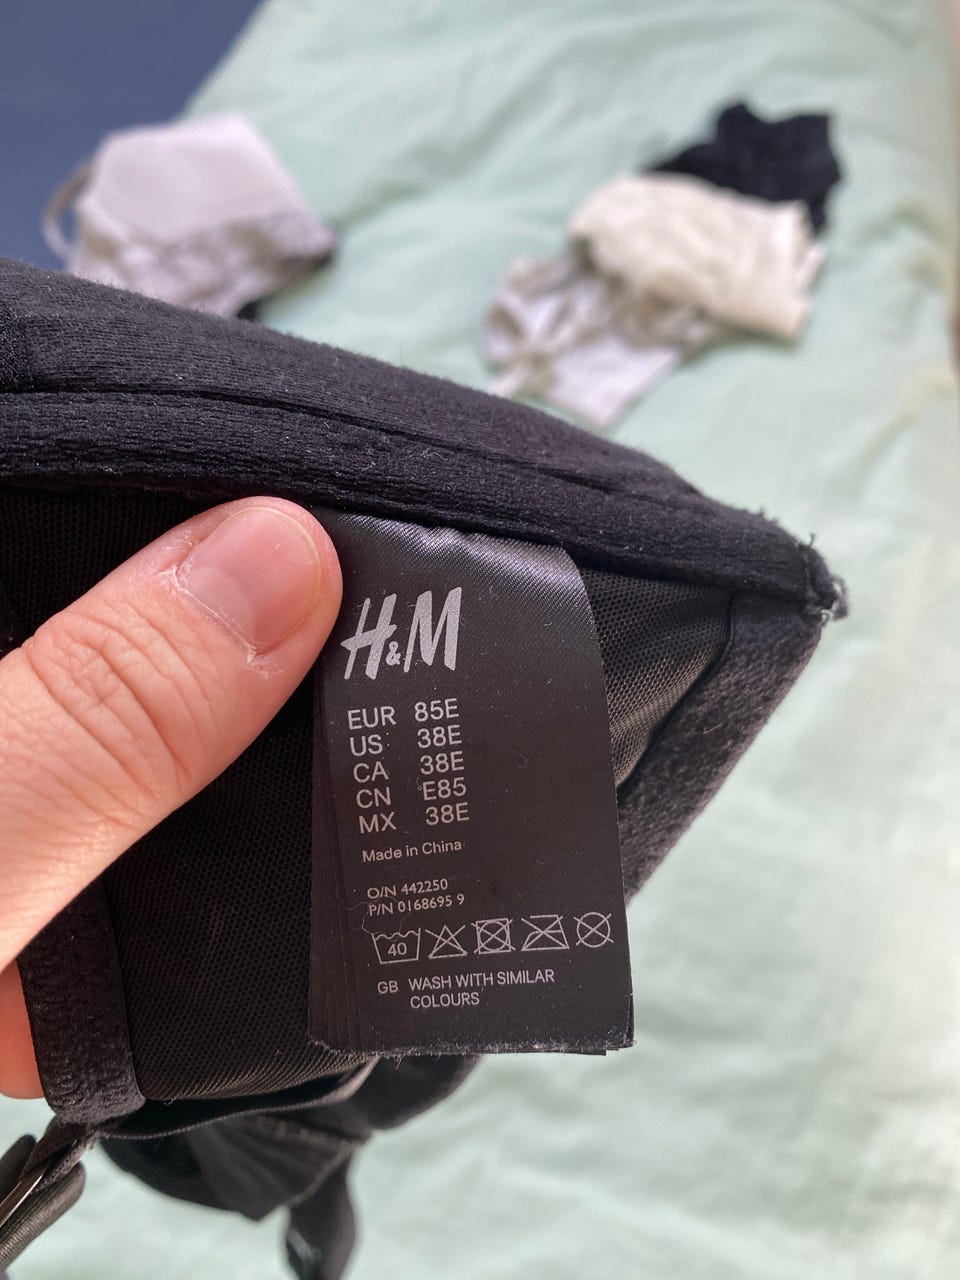 H&M
EUR 85E
US 38E
CA 38E
CN E85
MX 38E
Made in China
O/N 442250
P/N 0168695 9
40
GB WASH WITH SIMILAR
COLOURS